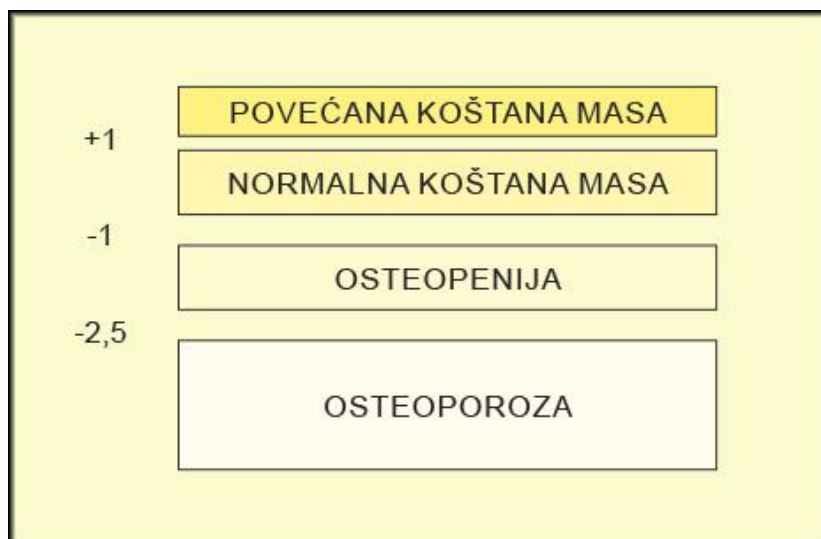 POVEĆANA KOŠTANA MASA
+1
NORMALNA KOŠTANA MASA
-1
OSTEOPENIJA
-2,5
OSTEOPOROZA